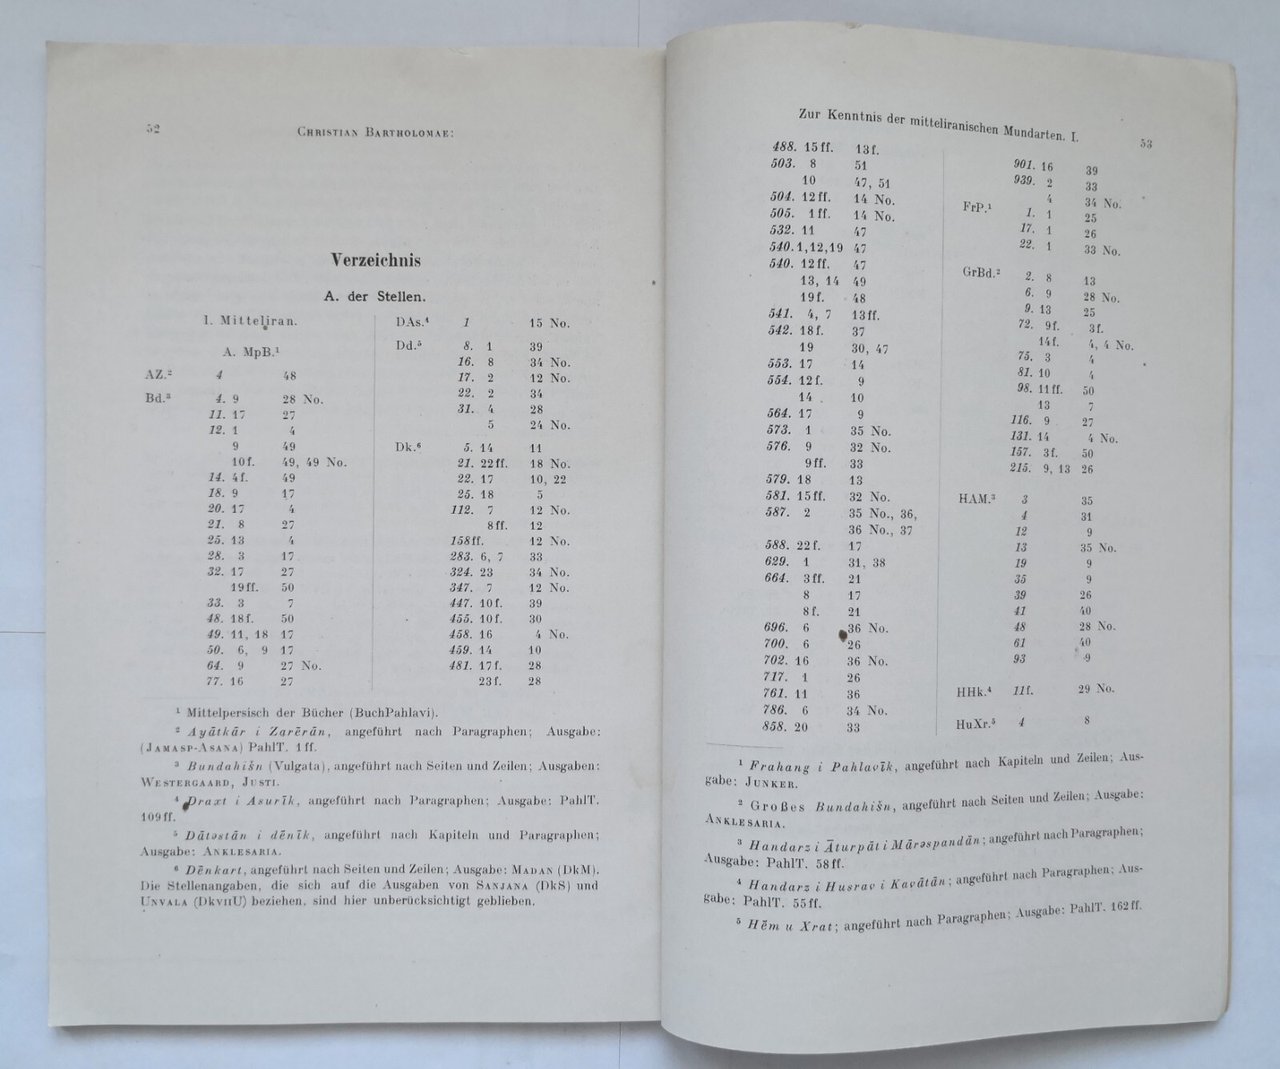 52
CHRISTIAN BARTHOLOMAE:
Verzeichnis
A. der Stellen.
I. Mitteliran.
A. MpB.¹
AZ.² 4 48
Bd.³ 4. 9 28 No.
11. 17 27
12. 1 4
9 49
10f. 49, 49 No.
14. 4f. 49
18. 9 17
20. 17 4
21. 8 27
25. 13 4
28. 3 17
32. 17 27
19ff. 50
33. 3 7
48. 18f. 50
49. 11, 18 17
50. 6, 9 17
64. 9 27 No.
77. 16 27
DAs.⁴ 1 15 No.
Dd.⁵ 8. 1 39
16. 8 34 No.
17. 2 12 No.
22. 2 34
31. 4 28
5 24 No.
Dk.⁶ 5. 14 11
21. 22ff. 18 No.
22. 17 10, 22
25. 18 5
112. 7 12 No.
8ff. 12
158ff. 12 No.
283. 6, 7 33
324. 23 34 No.
347. 7 12 No.
447. 10f. 39
455. 10f. 30
458. 16 4 No.
459. 14 10
481. 17f. 28
23f. 28
¹ Mittelpersisch der Bücher (BuchPahlavi).
² Ayātkār i Zarērān, angeführt nach Paragraphen; Ausgabe:
(JAMASP-ASANA) PahlT. 1ff.
³ Bundahišn (Vulgata), angeführt nach Seiten und Zeilen; Ausgaben:
WESTERGAARD, JUSTI.
⁴ Draxt i Asurīk, angeführt nach Paragraphen; Ausgabe: PahlT.
109ff.
⁵ Dātəstān i dēnīk, angeführt nach Kapiteln und Paragraphen;
Ausgabe: ANKLESARIA.
⁶ Dēnkart, angeführt nach Seiten und Zeilen; Ausgabe: MADAN (DkM).
Die Stellenangaben, die sich auf die Ausgaben von SANJANA (DkS) und
UNVALA (DkVIIU) beziehen, sind hier unberücksichtigt geblieben.
Zur Kenntnis der mitteliranischen Mundarten. I.
53
488. 15ff. 13f.
503. 8 51
10 47, 51
504. 12ff. 14 No.
505. 1ff. 14 No.
532. 11 47
540. 1,12,19 47
540. 12ff. 47
13, 14 49
19f. 48
541. 4, 7 13ff.
542. 18f. 37
19 30, 47
553. 17 14
554. 12f. 9
14 10
564. 17 9
573. 1 35 No.
576. 9 32 No.
9ff. 33
579. 18 13
581. 15ff. 32 No.
587. 2 35 No., 36,
36 No., 37
588. 22f. 17
629. 1 31, 38
664. 3ff. 21
8 17
8f. 21
696. 6 36 No.
700. 6 26
702. 16 36 No.
717. 1 26
761. 11 36
786. 6 34 No.
858. 20 33
901. 16 39
939. 2 33
4 34 No.
FrP.¹ 1. 1 25
17. 1 26
22. 1 33 No.
GrBd.² 2. 8 13
6. 9 28 No.
9. 13 25
72. 9f. 3f.
14f. 4, 4 No.
75. 3 4
81. 10 4
98. 11ff. 50
13 7
116. 9 27
131. 14 4 No.
157. 3f. 50
215. 9, 13 26
HAM.³ 3 35
4 31
12 9
13 35 No.
19 9
35 9
39 26
41 40
48 28 No.
61 40
93 9
HHk.⁴ 11f. 29 No.
HuXr.⁵ 4 8
¹ Frahang i Pahlavīk, angeführt nach Kapiteln und Zeilen; Aus-
gabe: JUNKER.
² Großes Bundahišn, angeführt nach Seiten und Zeilen; Ausgabe:
ANKLESARIA.
³ Handarz i Āturpāt i Mārəspandān; angeführt nach Paragraphen;
Ausgabe: PahlT. 58ff.
⁴ Handarz i Husrav i Kavātān; angeführt nach Paragraphen; Aus-
gabe: PahlT. 55ff.
⁵ Hēm u Xrat; angeführt nach Paragraphen; Ausgabe: PahlT. 162ff.